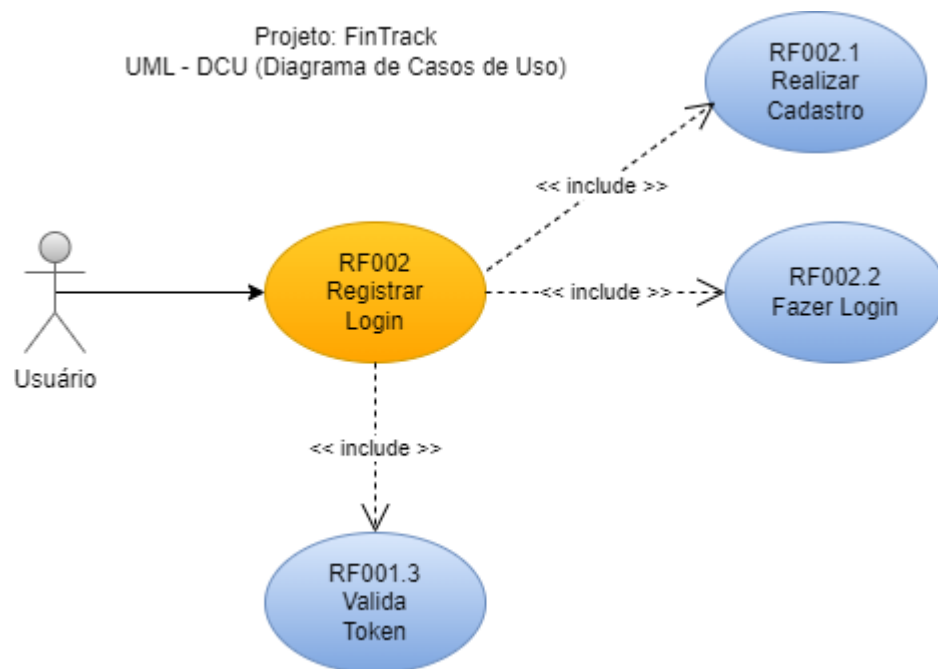 Projeto: FinTrack
UML - DCU (Diagrama de Casos de Uso)
RF002.1
Realizar
Cadastro
<< include >>
RF002
Registrar
Login
<< include >>
RF002.2
Fazer Login
Usuário
<< include >>
RF001.3
Valida
Token